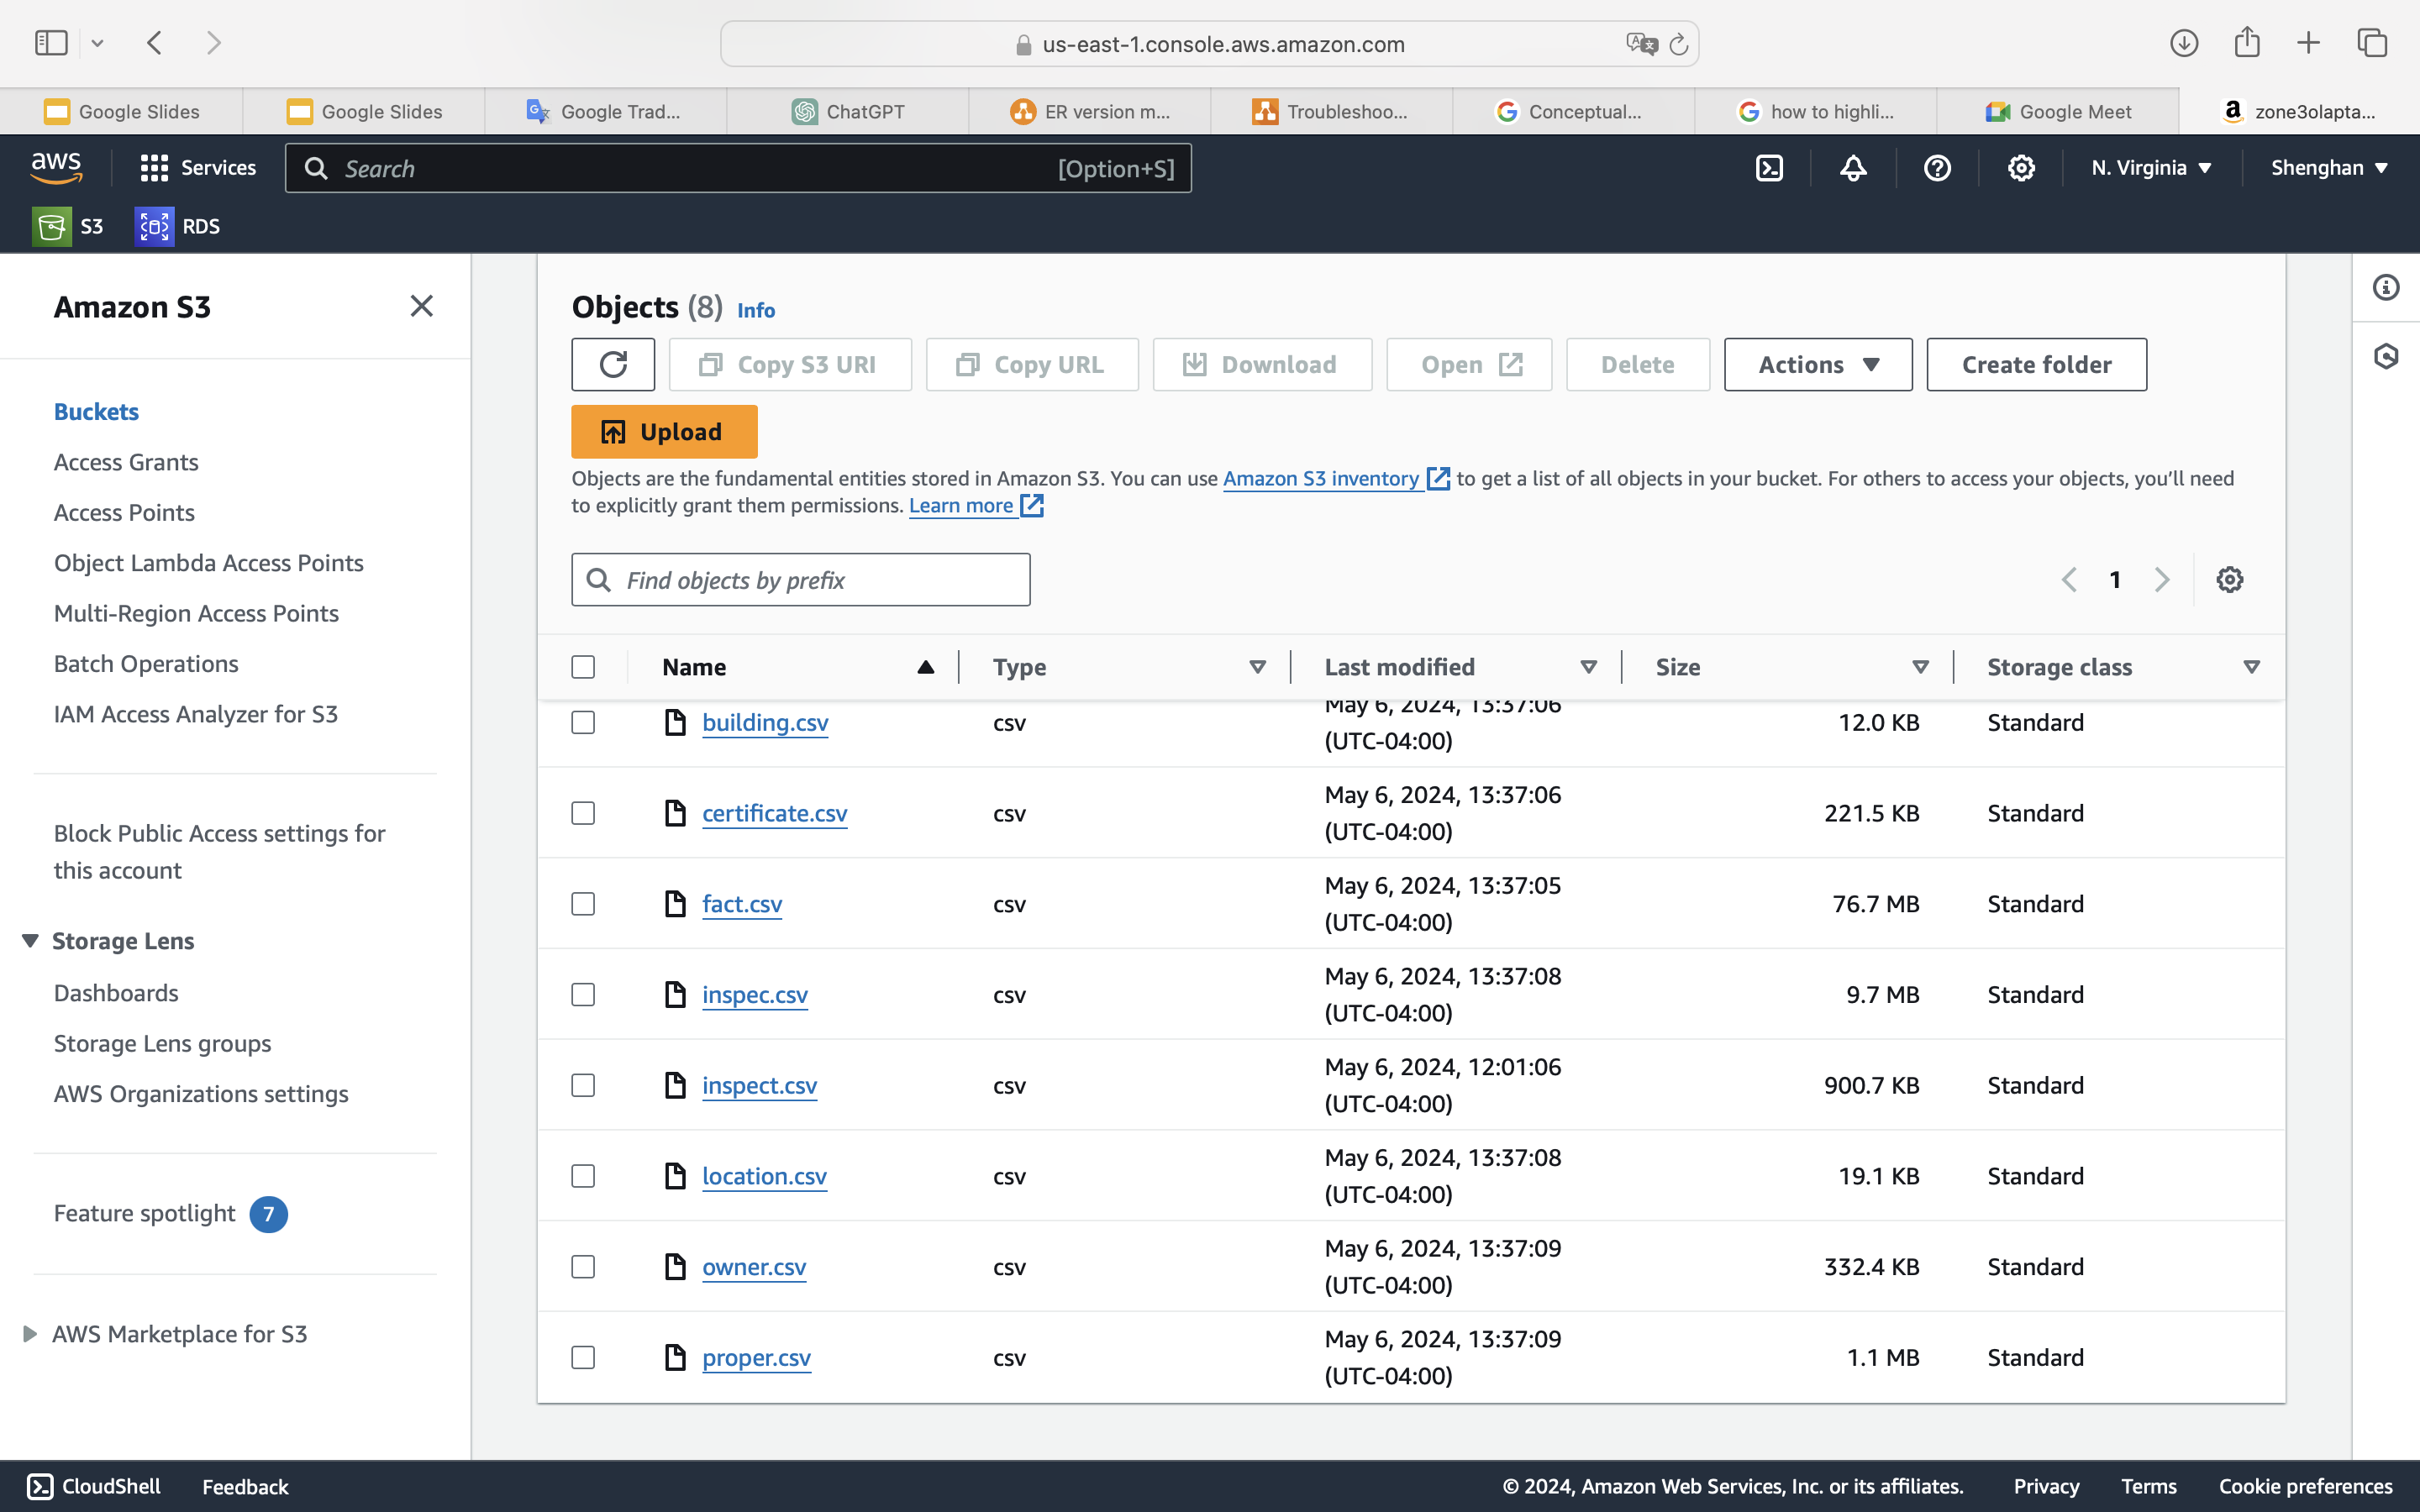 us-east-1.console.aws.amazon.com
Google Slides
Google Slides
Google Trad...
ChatGPT
ER version m...
Troubleshoo...
Conceptual...
how to highli...
Google Meet
zone3olapta...
aws
Services
Search
[Option+S]
N. Virginia
Shenghan
S3
RDS
Amazon S3
Buckets
Access Grants
Access Points
Object Lambda Access Points
Multi-Region Access Points
Batch Operations
IAM Access Analyzer for S3
Block Public Access settings for
this account
Storage Lens
Dashboards
Storage Lens groups
AWS Organizations settings
Feature spotlight 7
AWS Marketplace for S3
Objects (8) Info
Copy S3 URI
Copy URL
Download
Open
Delete
Actions
Create folder
Upload
Objects are the fundamental entities stored in Amazon S3. You can use Amazon S3 inventory to get a list of all objects in your bucket. For others to access your objects, you’ll need
to explicitly grant them permissions. Learn more
Find objects by prefix
1
Name Type Last modified Size Storage class
building.csv csv May 6, 2024, 13:37:06 (UTC-04:00) 12.0 KB Standard
certificate.csv csv May 6, 2024, 13:37:06 (UTC-04:00) 221.5 KB Standard
fact.csv csv May 6, 2024, 13:37:05 (UTC-04:00) 76.7 MB Standard
inspec.csv csv May 6, 2024, 13:37:08 (UTC-04:00) 9.7 MB Standard
inspect.csv csv May 6, 2024, 12:01:06 (UTC-04:00) 900.7 KB Standard
location.csv csv May 6, 2024, 13:37:08 (UTC-04:00) 19.1 KB Standard
owner.csv csv May 6, 2024, 13:37:09 (UTC-04:00) 332.4 KB Standard
proper.csv csv May 6, 2024, 13:37:09 (UTC-04:00) 1.1 MB Standard
CloudShell
Feedback
© 2024, Amazon Web Services, Inc. or its affiliates.
Privacy
Terms
Cookie preferences